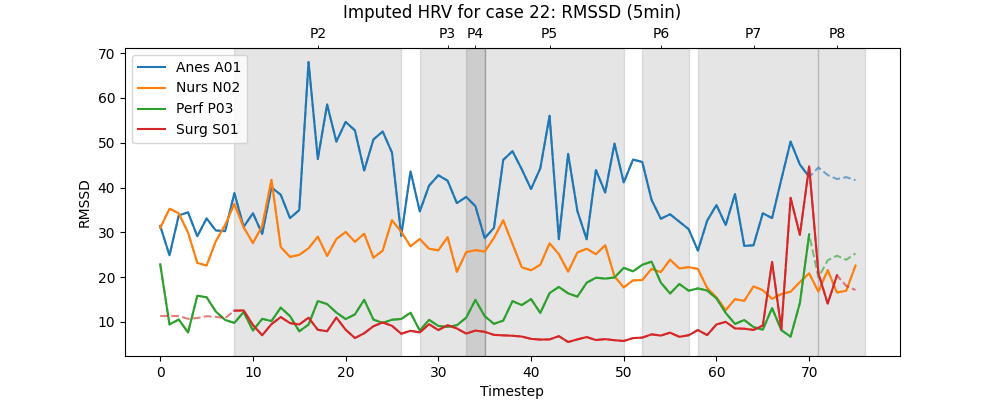 Imputed HRV for case 22: RMSSD (5min)
P2 P3 P4 P5 P6 P7 P8
70
60
50
40
30
20
10
RMSSD
Anes A01
Nurs N02
Perf P03
Surg S01
0 10 20 30 40 50 60 70
Timestep